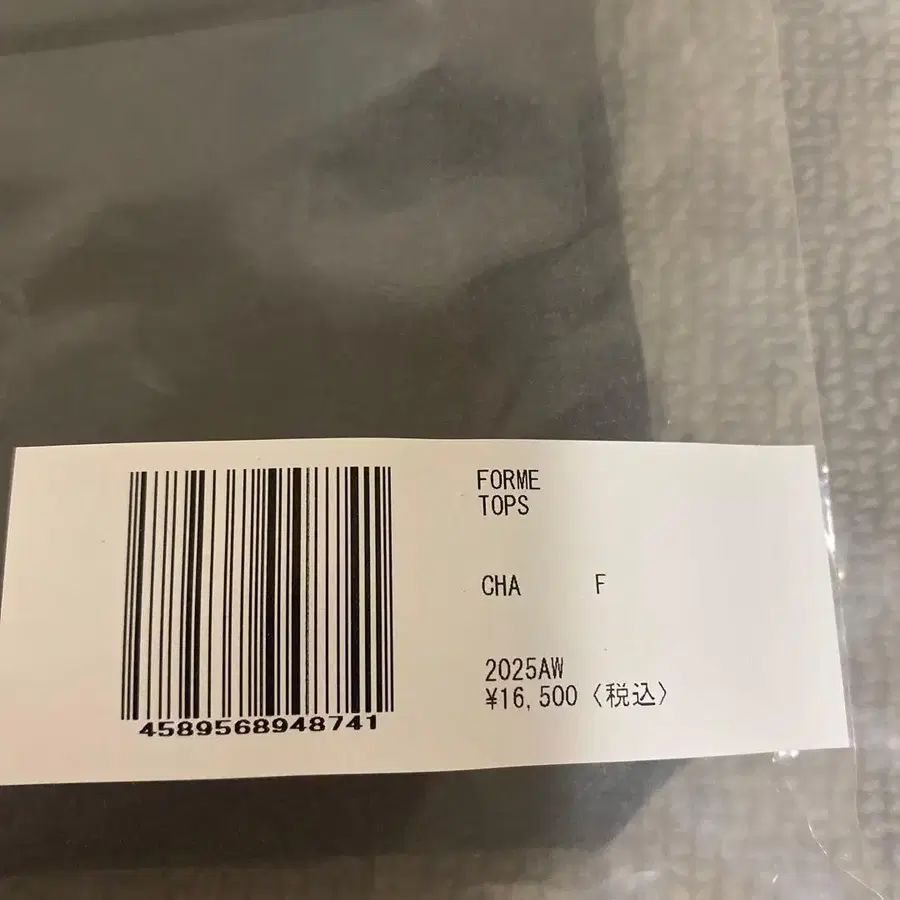 FORME
TOPS
CHA F
2025AW
¥16,500〈税込〉
4589568948741